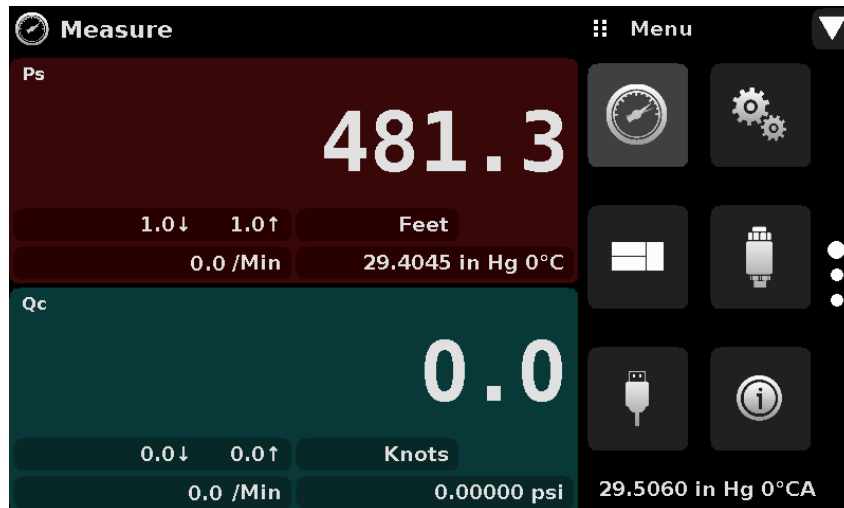 Measure
Menu
Ps
481.3
1.0↓ 1.0↑ Feet
0.0 /Min 29.4045 in Hg 0°C
Qc
0.0
0.0↓ 0.0↑ Knots
0.0 /Min 0.00000 psi
29.5060 in Hg 0°CA